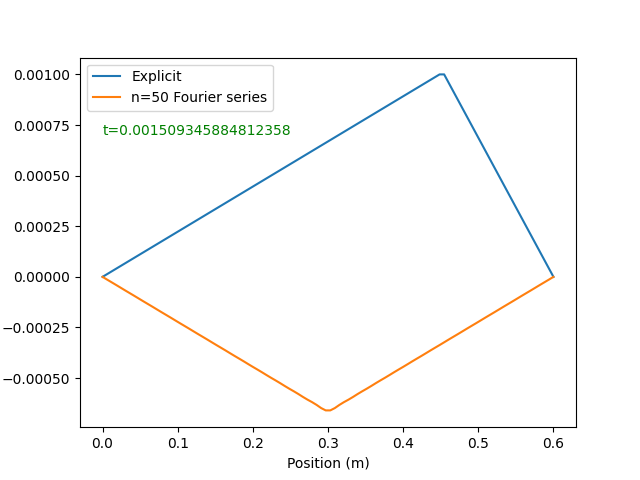 Explicit
n=50 Fourier series
t=0.001509345884812358
0.00100
0.00075
0.00050
0.00025
0.00000
−0.00025
−0.00050
0.0 0.1 0.2 0.3 0.4 0.5 0.6
Position (m)